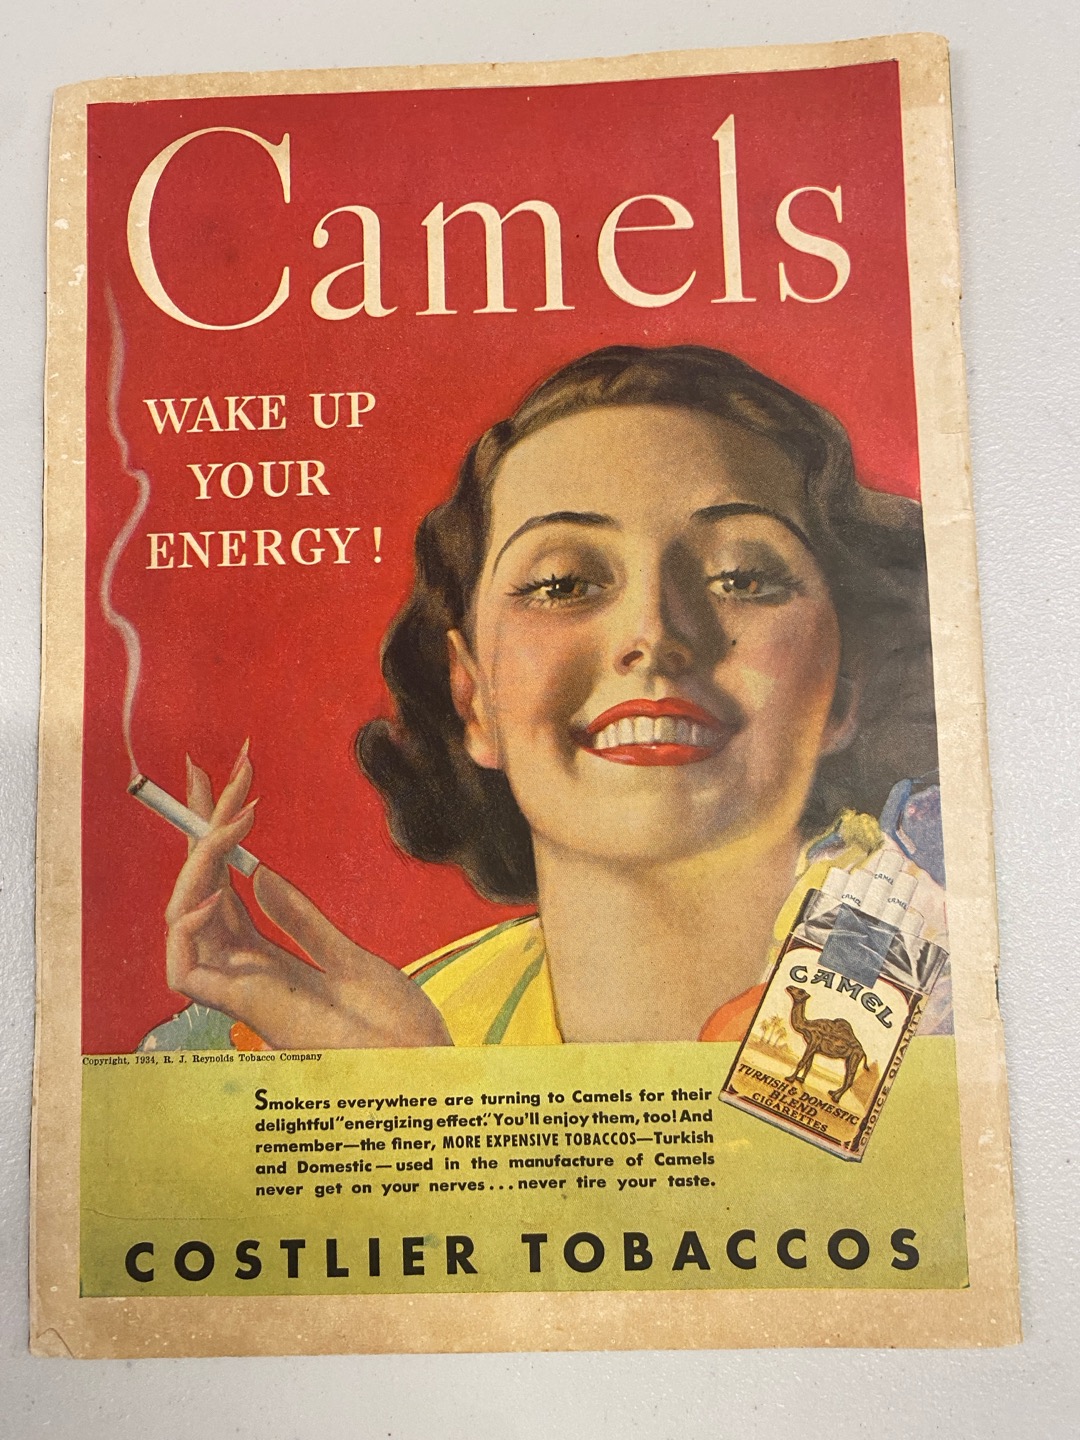 Camels
WAKE UP
YOUR
ENERGY!
CAMEL
CAMEL
CAMEL
CAMEL
TURKISH & DOMESTIC
BLEND
CIGARETTES
CHOICE QUALITY
Copyright, 1934, R. J. Reynolds Tobacco Company
Smokers everywhere are turning to Camels for their
delightful "energizing effect." You'll enjoy them, too! And
remember—the finer, MORE EXPENSIVE TOBACCOS—Turkish
and Domestic—used in the manufacture of Camels
never get on your nerves...never tire your taste.
COSTLIER TOBACCOS